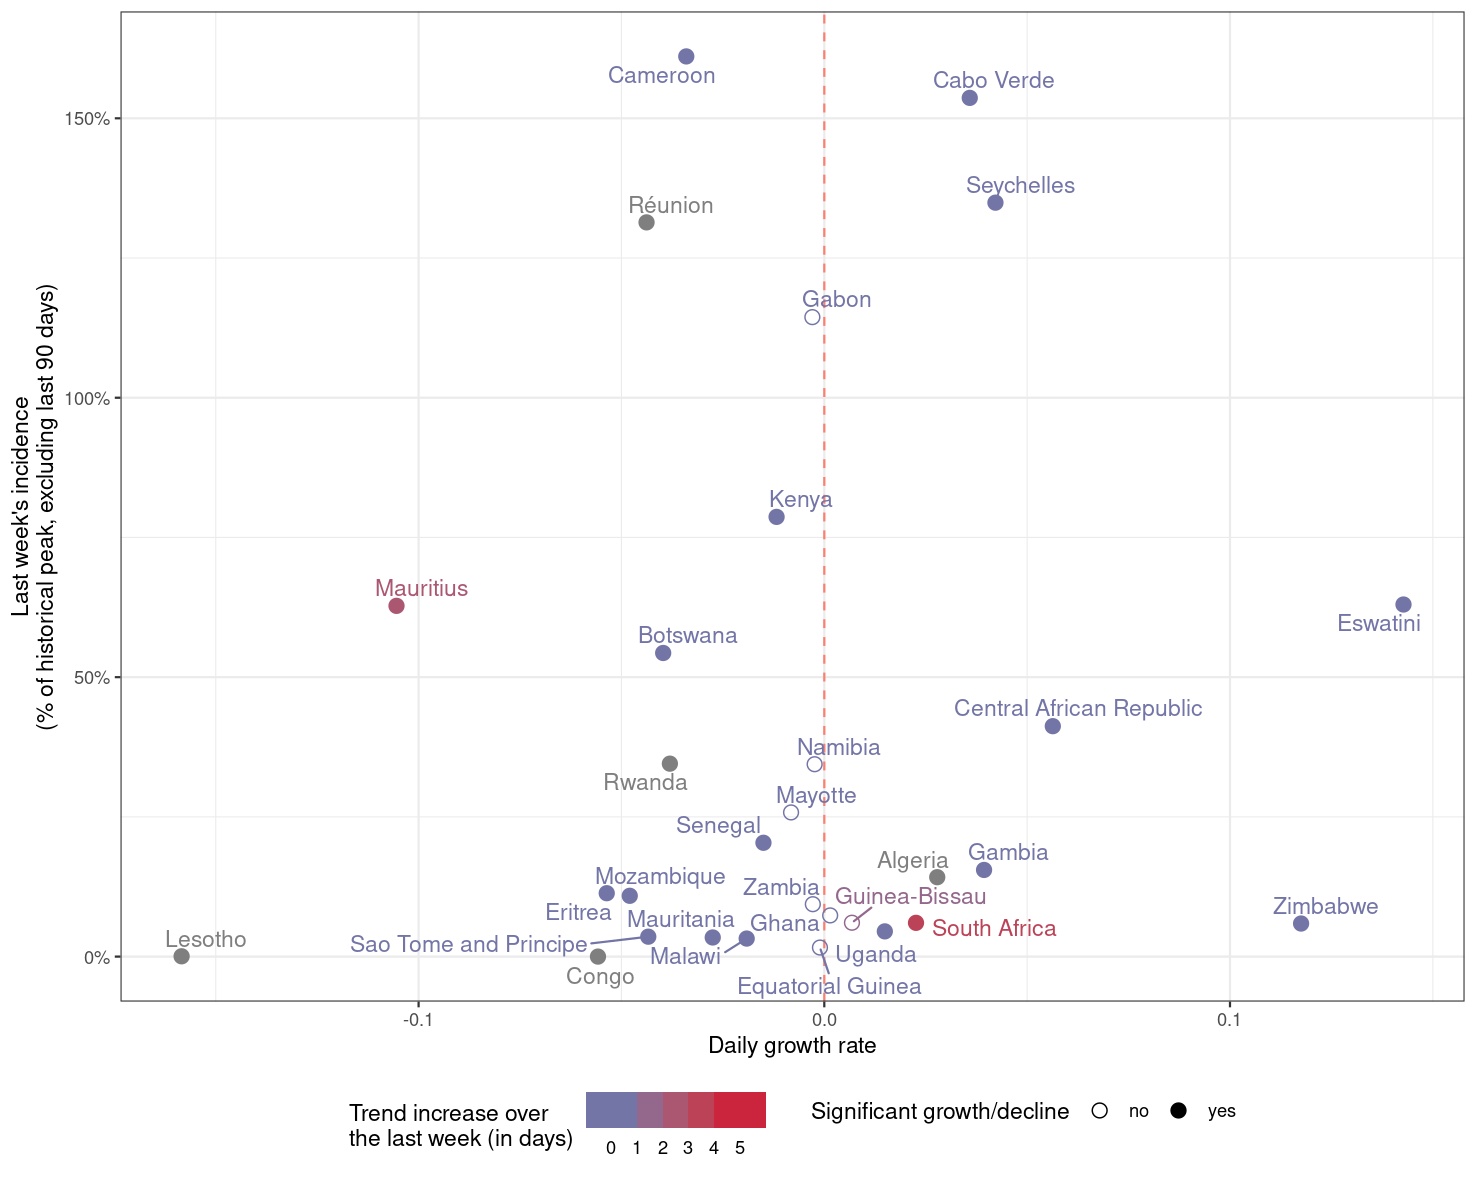 Cameroon
Cabo Verde
150%
Seychelles
Réunion
Gabon
Last week's incidence
(% of historical peak, excluding last 90 days)
100%
Kenya
Mauritius
Eswatini
Botswana
50%
Central African Republic
Namibia
Rwanda
Mayotte
Senegal
Gambia
Algeria
Mozambique
Zambia
Guinea-Bissau
Zimbabwe
Eritrea
Mauritania
Ghana
South Africa
Lesotho
Sao Tome and Principe
Malawi
Uganda
0%
Congo
Equatorial Guinea
-0.1
0.0
0.1
Daily growth rate
Trend increase over
the last week (in days)
0 1 2 3 4 5
Significant growth/decline
no
yes